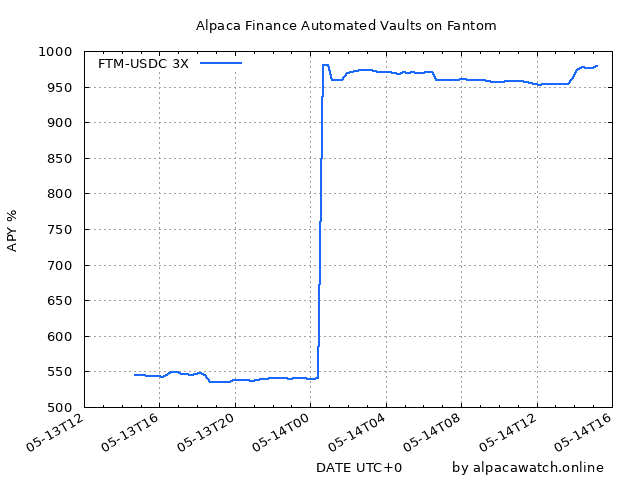 Alpaca Finance Automated Vaults on Fantom
FTM-USDC 3X
APY %
1000
950
900
850
800
750
700
650
600
550
500
05-13T12
05-13T16
05-13T20
05-14T00
05-14T04
05-14T08
05-14T12
05-14T16
DATE UTC+0
by alpacawatch.online